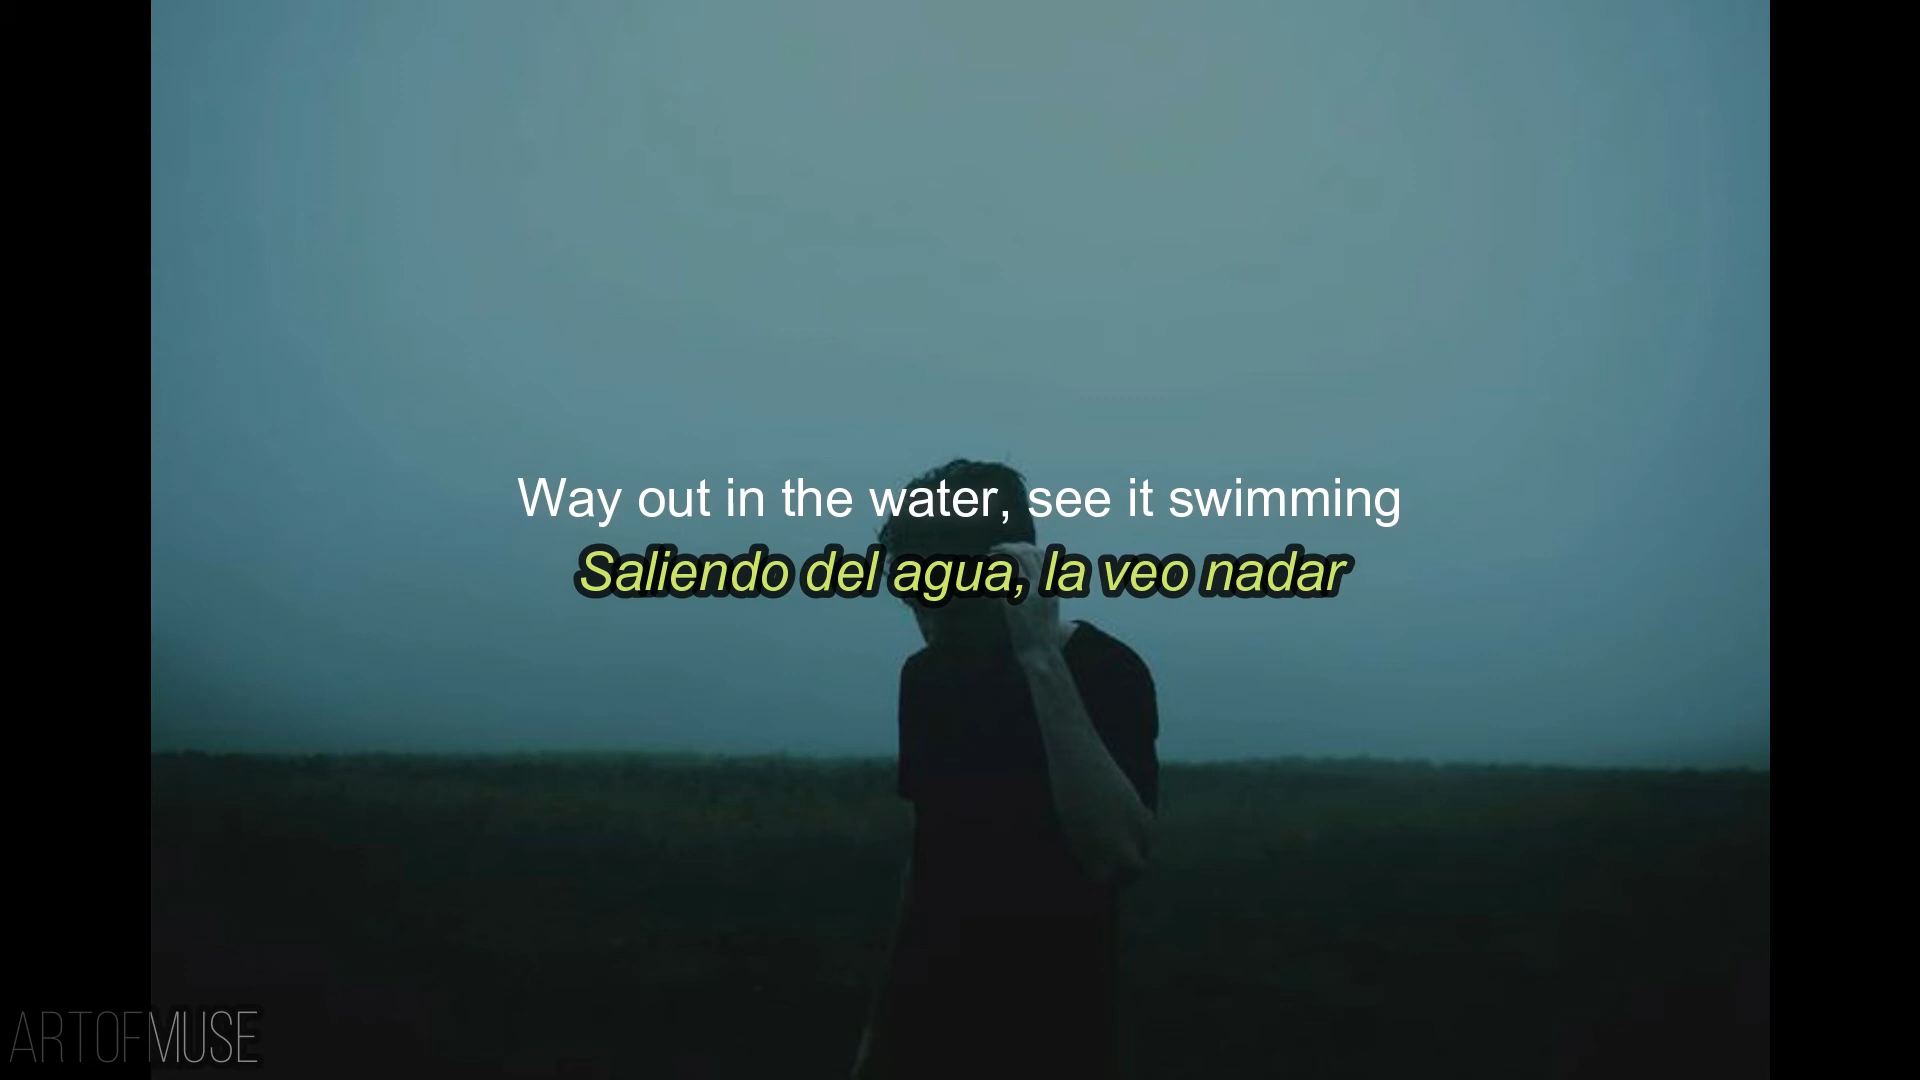 Way out in the water, see it swimming
Saliendo del agua, la veo nadar
ARTOFMUSE